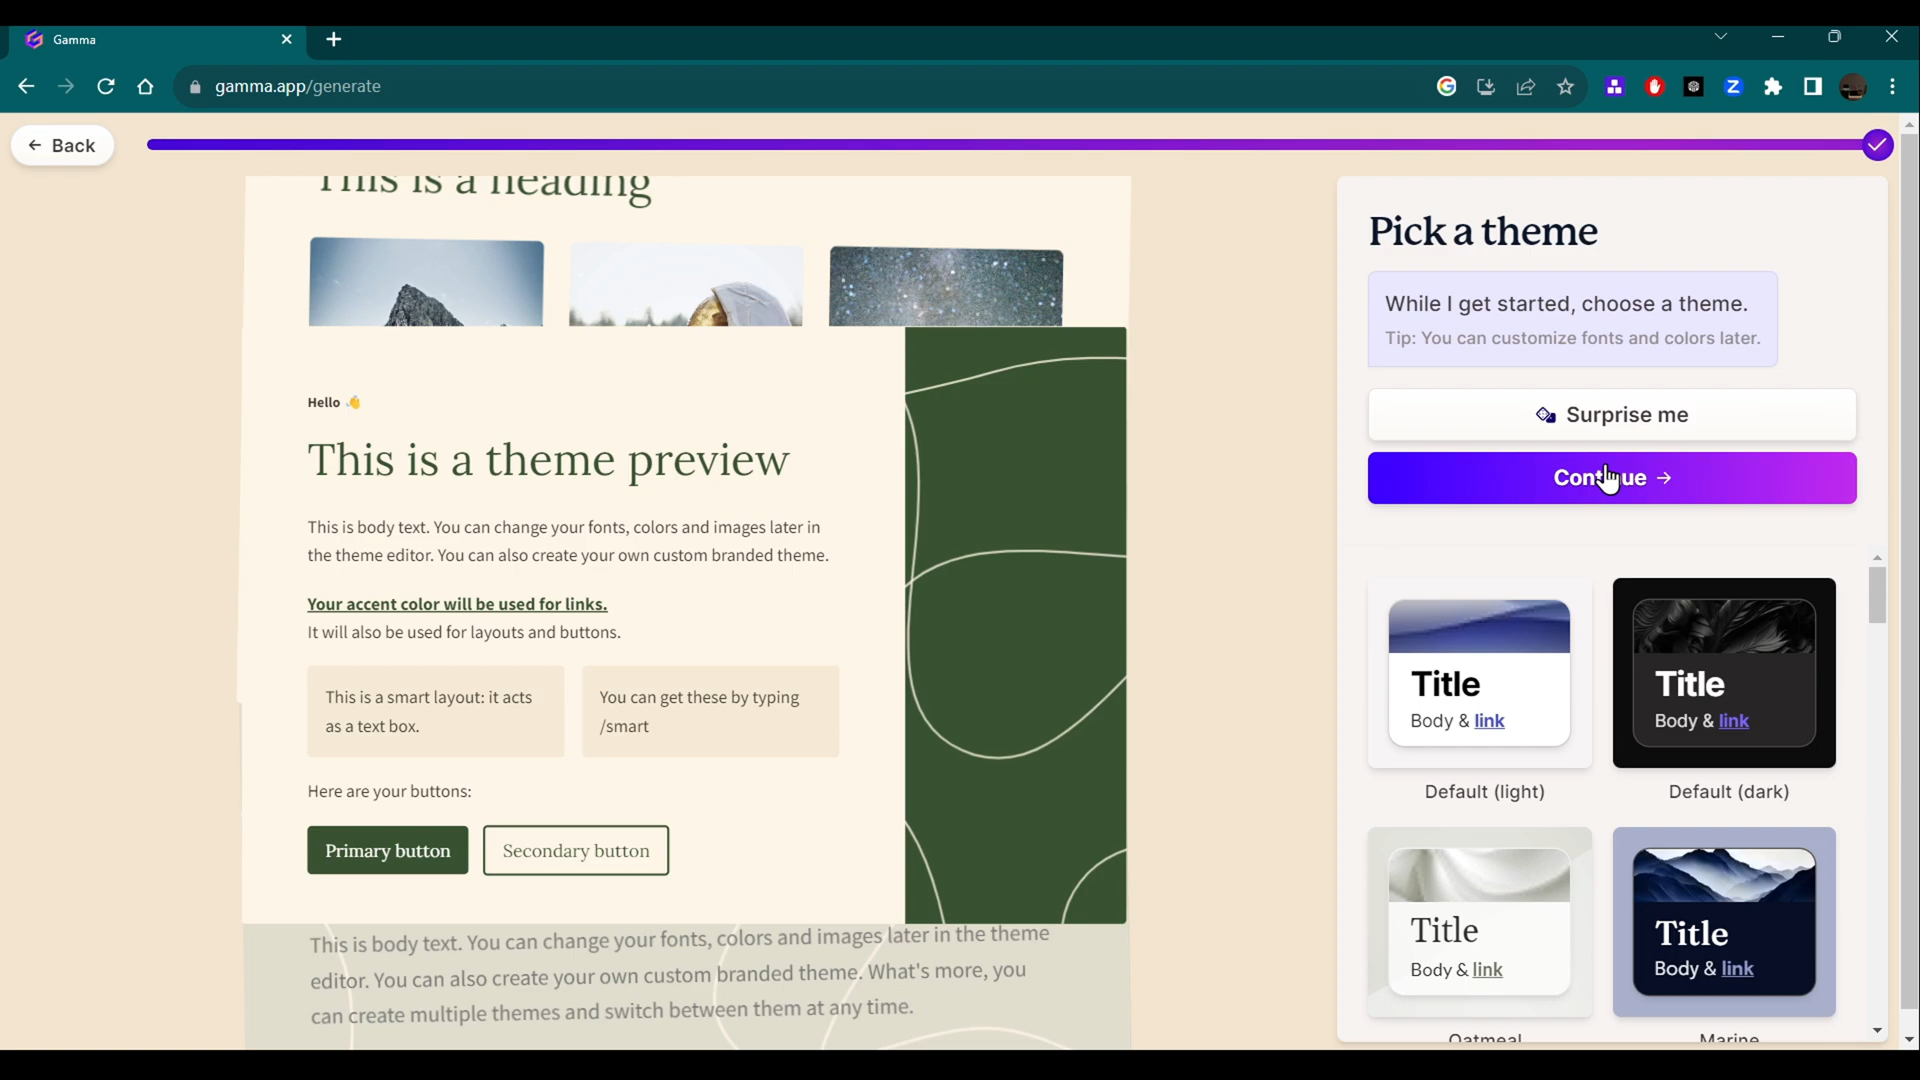 Gamma
gamma.app/generate
← Back
This is a heading
Pick a theme
While I get started, choose a theme.
Tip: You can customize fonts and colors later.
Surprise me
Continue →
Hello 👋
This is a theme preview
This is body text. You can change your fonts, colors and images later in
the theme editor. You can also create your own custom branded theme.
Your accent color will be used for links.
It will also be used for layouts and buttons.
This is a smart layout: it acts
as a text box.
You can get these by typing
/smart
Here are your buttons:
Primary button
Secondary button
This is body text. You can change your fonts, colors and images later in the theme
editor. You can also create your own custom branded theme. What's more, you
can create multiple themes and switch between them at any time.
Title
Body & link
Default (light)
Title
Body & link
Default (dark)
Title
Body & link
Oatmeal
Title
Body & link
Marine